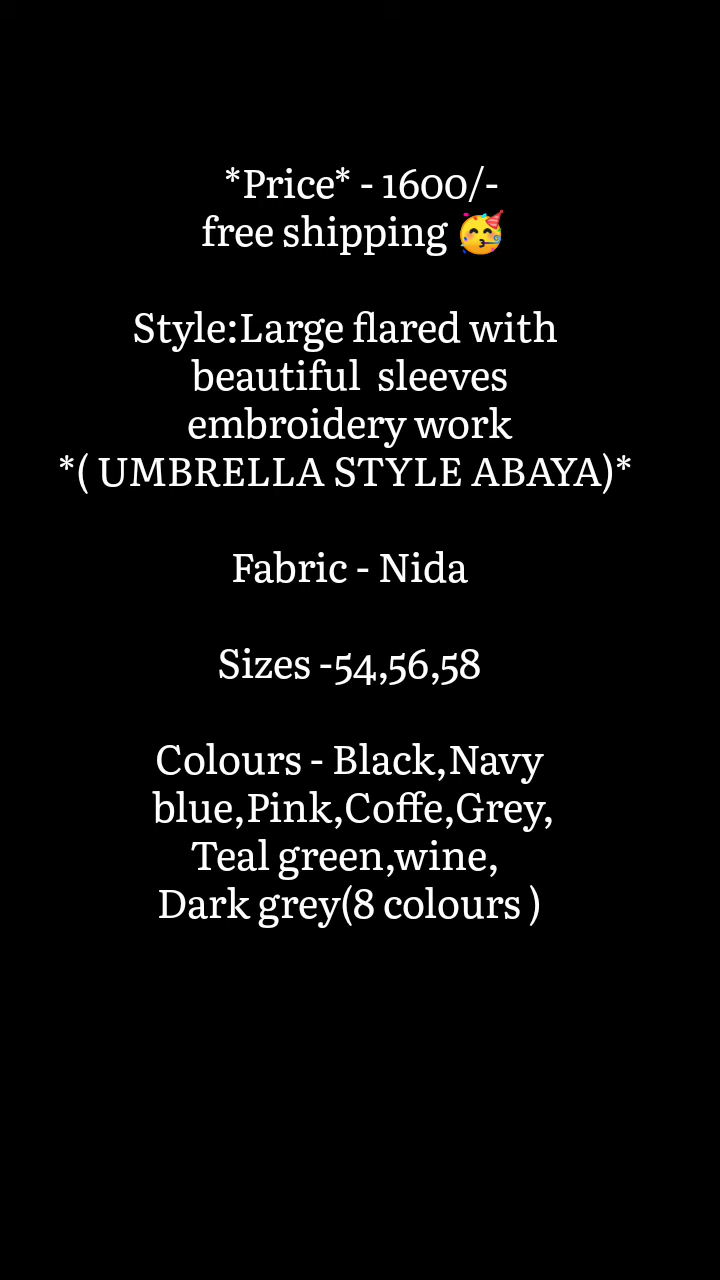 *Price* - 1600/-
free shipping 🥳
Style:Large flared with
beautiful  sleeves
embroidery work
*( UMBRELLA STYLE ABAYA)*
Fabric - Nida
Sizes -54,56,58
Colours - Black,Navy
blue,Pink,Coffe,Grey,
Teal green,wine,
Dark grey(8 colours )